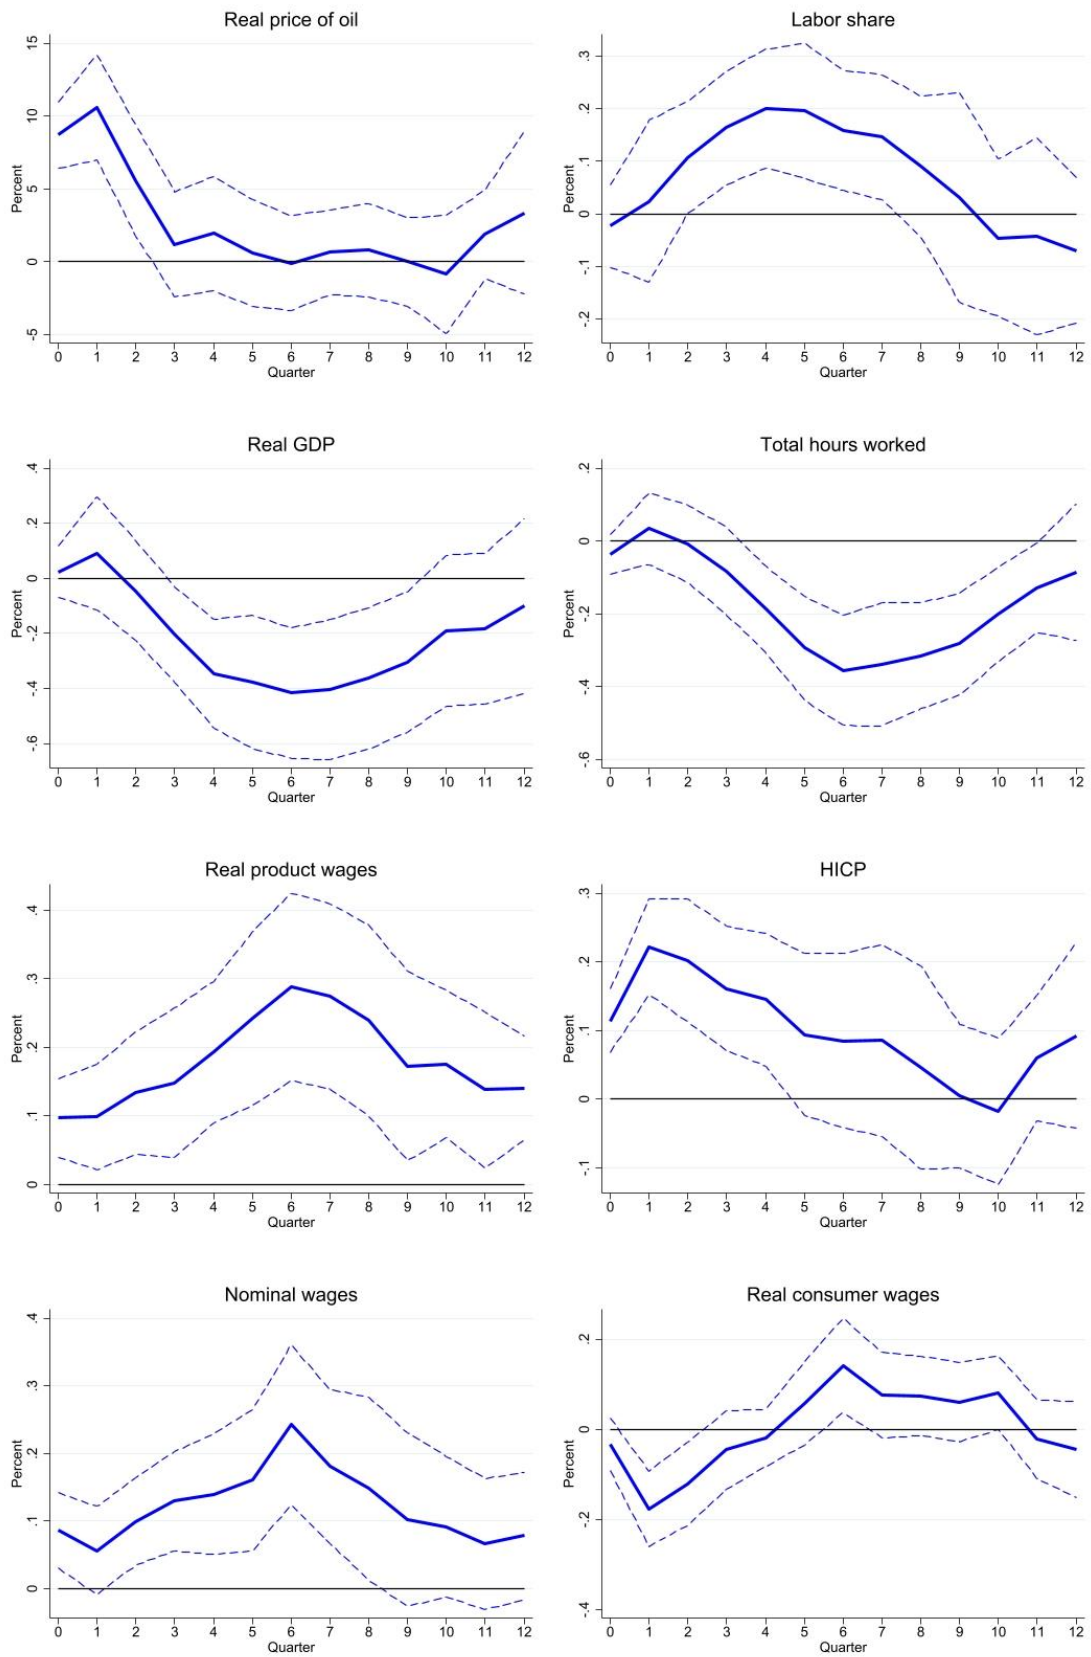 Real price of oil
Percent
15
10
5
0
-5
0 1 2 3 4 5 6 7 8 9 10 11 12
Quarter
Labor share
Percent
.3
.2
.1
0
-.1
-.2
0 1 2 3 4 5 6 7 8 9 10 11 12
Quarter
Real GDP
Percent
.4
.2
0
-.2
-.4
-.6
0 1 2 3 4 5 6 7 8 9 10 11 12
Quarter
Total hours worked
Percent
.2
0
-.2
-.4
-.6
0 1 2 3 4 5 6 7 8 9 10 11 12
Quarter
Real product wages
Percent
.4
.3
.2
.1
0
0 1 2 3 4 5 6 7 8 9 10 11 12
Quarter
HICP
Percent
.3
.2
.1
0
-.1
0 1 2 3 4 5 6 7 8 9 10 11 12
Quarter
Nominal wages
Percent
.4
.3
.2
.1
0
0 1 2 3 4 5 6 7 8 9 10 11 12
Quarter
Real consumer wages
Percent
.2
0
-.2
-.4
0 1 2 3 4 5 6 7 8 9 10 11 12
Quarter